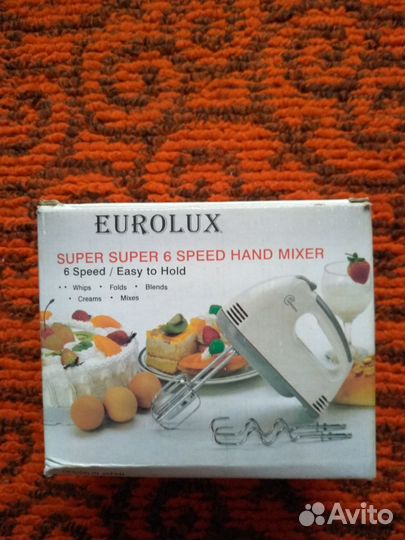 EUROLUX
SUPER SUPER 6 SPEED HAND MIXER
6 Speed / Easy to Hold
• • Whips • Folds • Blends
• Creams • Mixes
Avito